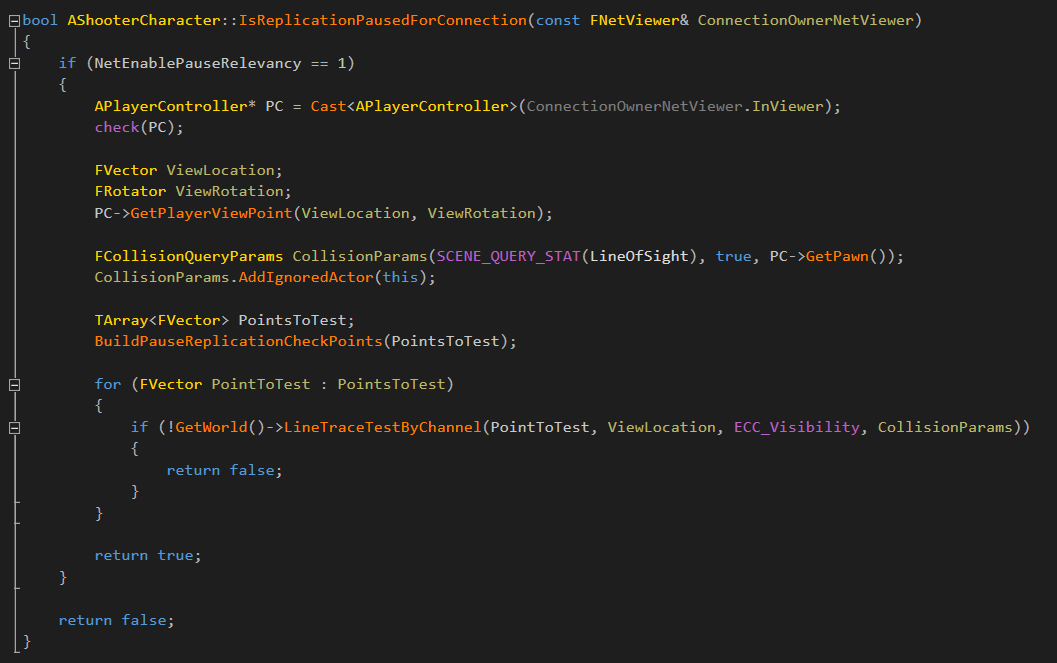 bool AShooterCharacter::IsReplicationPausedForConnection(const FNetViewer& ConnectionOwnerNetViewer)
{
    if (NetEnablePauseRelevancy == 1)
    {
        APlayerController* PC = Cast<APlayerController>(ConnectionOwnerNetViewer.InViewer);
        check(PC);

        FVector ViewLocation;
        FRotator ViewRotation;
        PC->GetPlayerViewPoint(ViewLocation, ViewRotation);

        FCollisionQueryParams CollisionParams(SCENE_QUERY_STAT(LineOfSight), true, PC->GetPawn());
        CollisionParams.AddIgnoredActor(this);

        TArray<FVector> PointsToTest;
        BuildPauseReplicationCheckPoints(PointsToTest);

        for (FVector PointToTest : PointsToTest)
        {
            if (!GetWorld()->LineTraceTestByChannel(PointToTest, ViewLocation, ECC_Visibility, CollisionParams))
            {
                return false;
            }
        }

        return true;
    }

    return false;
}